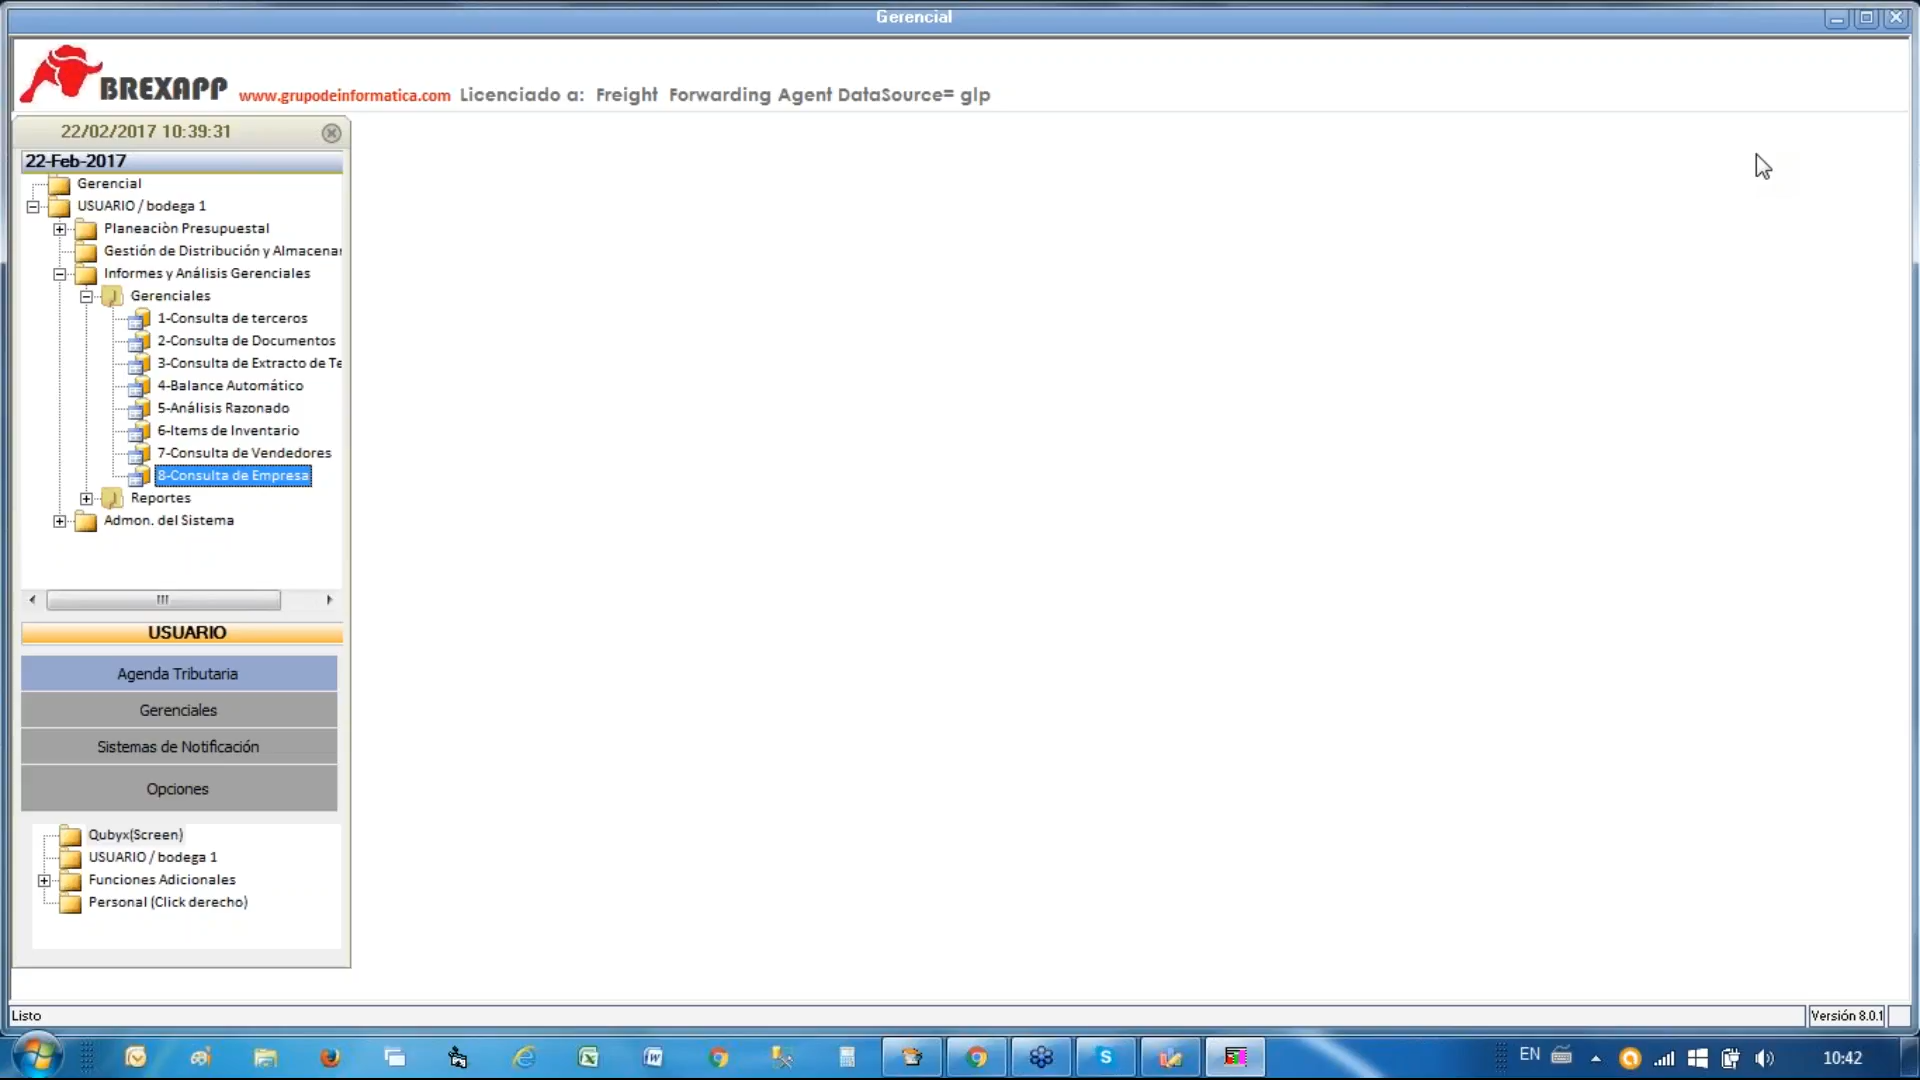 Gerencial
BREXAPP www.grupodeinformatica.com Licenciado a: Freight Forwarding Agent DataSource= glp
22/02/2017 10:39:31
22-Feb-2017
Gerencial
USUARIO / bodega 1
Planeaciòn Presupuestal
Gestión de Distribución y Almacenar
Informes y Análisis Gerenciales
Gerenciales
1-Consulta de terceros
2-Consulta de Documentos
3-Consulta de Extracto de Te
4-Balance Automático
5-Análisis Razonado
6-Items de Inventario
7-Consulta de Vendedores
8-Consulta de Empresa
Reportes
Admon. del Sistema
USUARIO
Agenda Tributaria
Gerenciales
Sistemas de Notificación
Opciones
Qubyx(Screen)
USUARIO / bodega 1
Funciones Adicionales
Personal (Click derecho)
Listo
Versión 8.0.1
EN
10:42